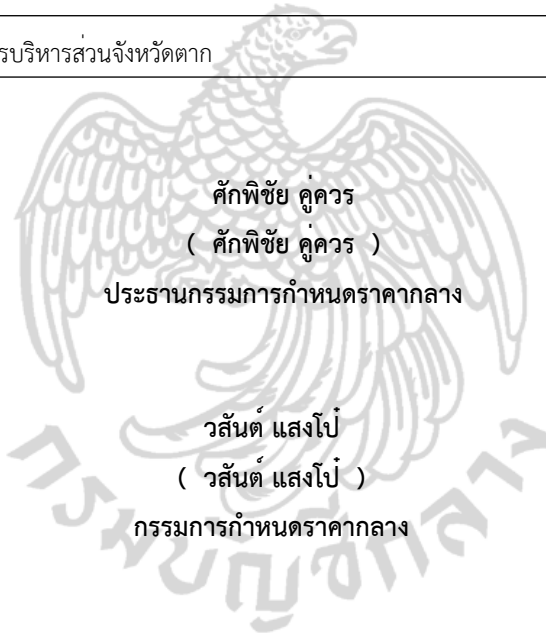 รบริหารส่วนจังหวัดตาก
ศักพิชัย คู่ควร
( ศักพิชัย คู่ควร )
ประธานกรรมการกำหนดราคากลาง
วสันต์ แสงโป๋
( วสันต์ แสงโป๋ )
กรรมการกำหนดราคากลาง
กรมบัญชีกลาง